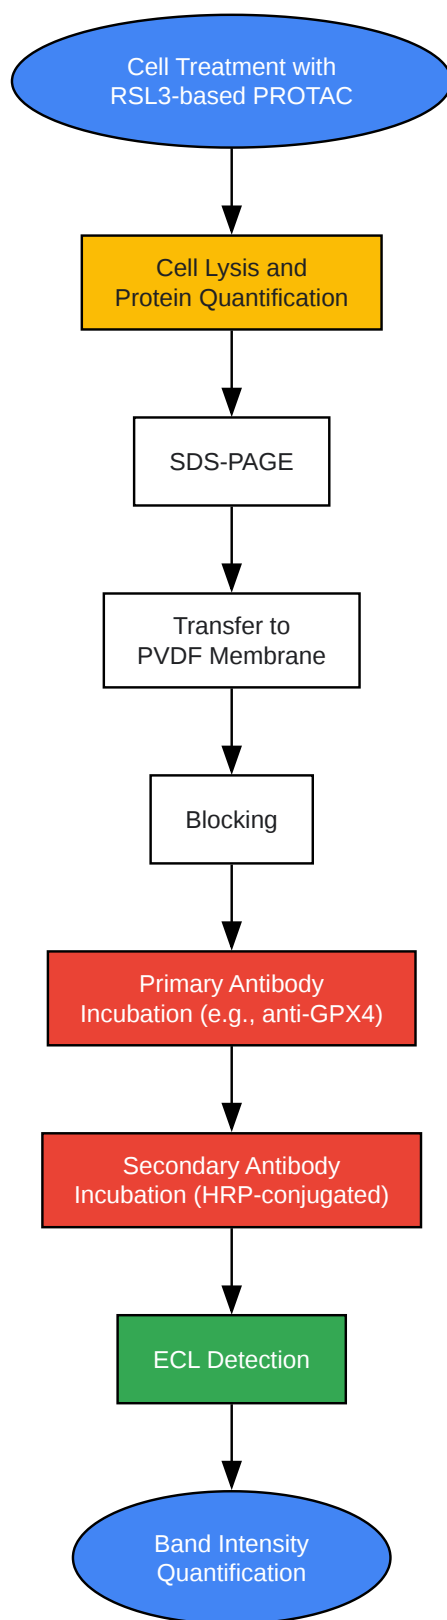 Cell Treatment with
RSL3-based PROTAC
Cell Lysis and
Protein Quantification
SDS-PAGE
Transfer to
PVDF Membrane
Blocking
Primary Antibody
Incubation (e.g., anti-GPX4)
Secondary Antibody
Incubation (HRP-conjugated)
ECL Detection
Band Intensity
Quantification